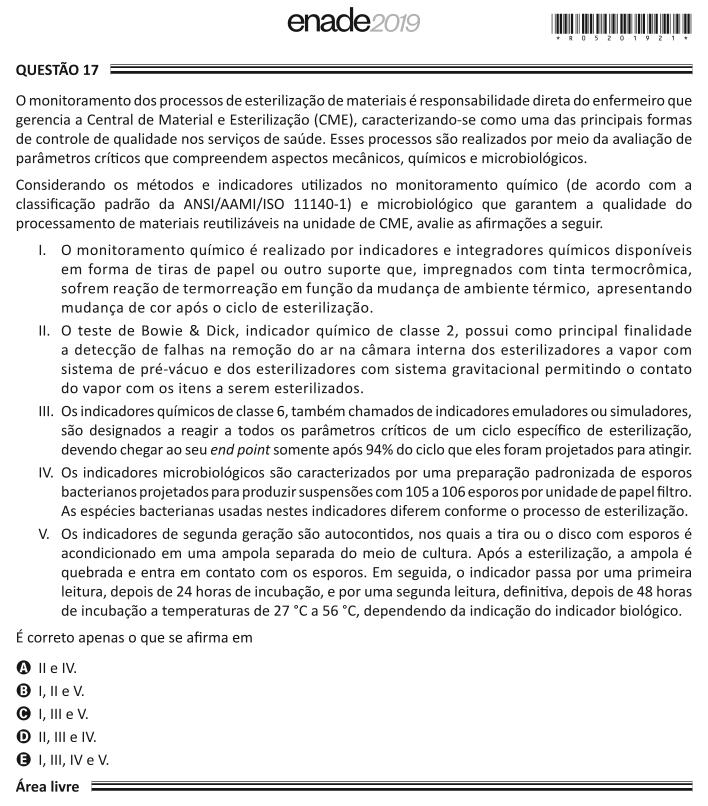 enade2019
*R05201921*
QUESTÃO 17
O monitoramento dos processos de esterilização de materiais é responsabilidade direta do enfermeiro que
gerencia a Central de Material e Esterilização (CME), caracterizando-se como uma das principais formas
de controle de qualidade nos serviços de saúde. Esses processos são realizados por meio da avaliação de
parâmetros críticos que compreendem aspectos mecânicos, químicos e microbiológicos.
Considerando os métodos e indicadores utilizados no monitoramento químico (de acordo com a
classificação padrão da ANSI/AAMI/ISO 11140-1) e microbiológico que garantem a qualidade do
processamento de materiais reutilizáveis na unidade de CME, avalie as afirmações a seguir.
I. O monitoramento químico é realizado por indicadores e integradores químicos disponíveis
em forma de tiras de papel ou outro suporte que, impregnados com tinta termocrômica,
sofrem reação de termorreação em função da mudança de ambiente térmico, apresentando
mudança de cor após o ciclo de esterilização.
II. O teste de Bowie & Dick, indicador químico de classe 2, possui como principal finalidade
a detecção de falhas na remoção do ar na câmara interna dos esterilizadores a vapor com
sistema de pré-vácuo e dos esterilizadores com sistema gravitacional permitindo o contato
do vapor com os itens a serem esterilizados.
III. Os indicadores químicos de classe 6, também chamados de indicadores emuladores ou simuladores,
são designados a reagir a todos os parâmetros críticos de um ciclo específico de esterilização,
devendo chegar ao seu end point somente após 94% do ciclo que eles foram projetados para atingir.
IV. Os indicadores microbiológicos são caracterizados por uma preparação padronizada de esporos
bacterianos projetados para produzir suspensões com 105 a 106 esporos por unidade de papel filtro.
As espécies bacterianas usadas nestes indicadores diferem conforme o processo de esterilização.
V. Os indicadores de segunda geração são autocontidos, nos quais a tira ou o disco com esporos é
acondicionado em uma ampola separada do meio de cultura. Após a esterilização, a ampola é
quebrada e entra em contato com os esporos. Em seguida, o indicador passa por uma primeira
leitura, depois de 24 horas de incubação, e por uma segunda leitura, definitiva, depois de 48 horas
de incubação a temperaturas de 27 °C a 56 °C, dependendo da indicação do indicador biológico.
É correto apenas o que se afirma em
A II e IV.
B I, II e V.
C I, III e V.
D II, III e IV.
E I, III, IV e V.
Área livre